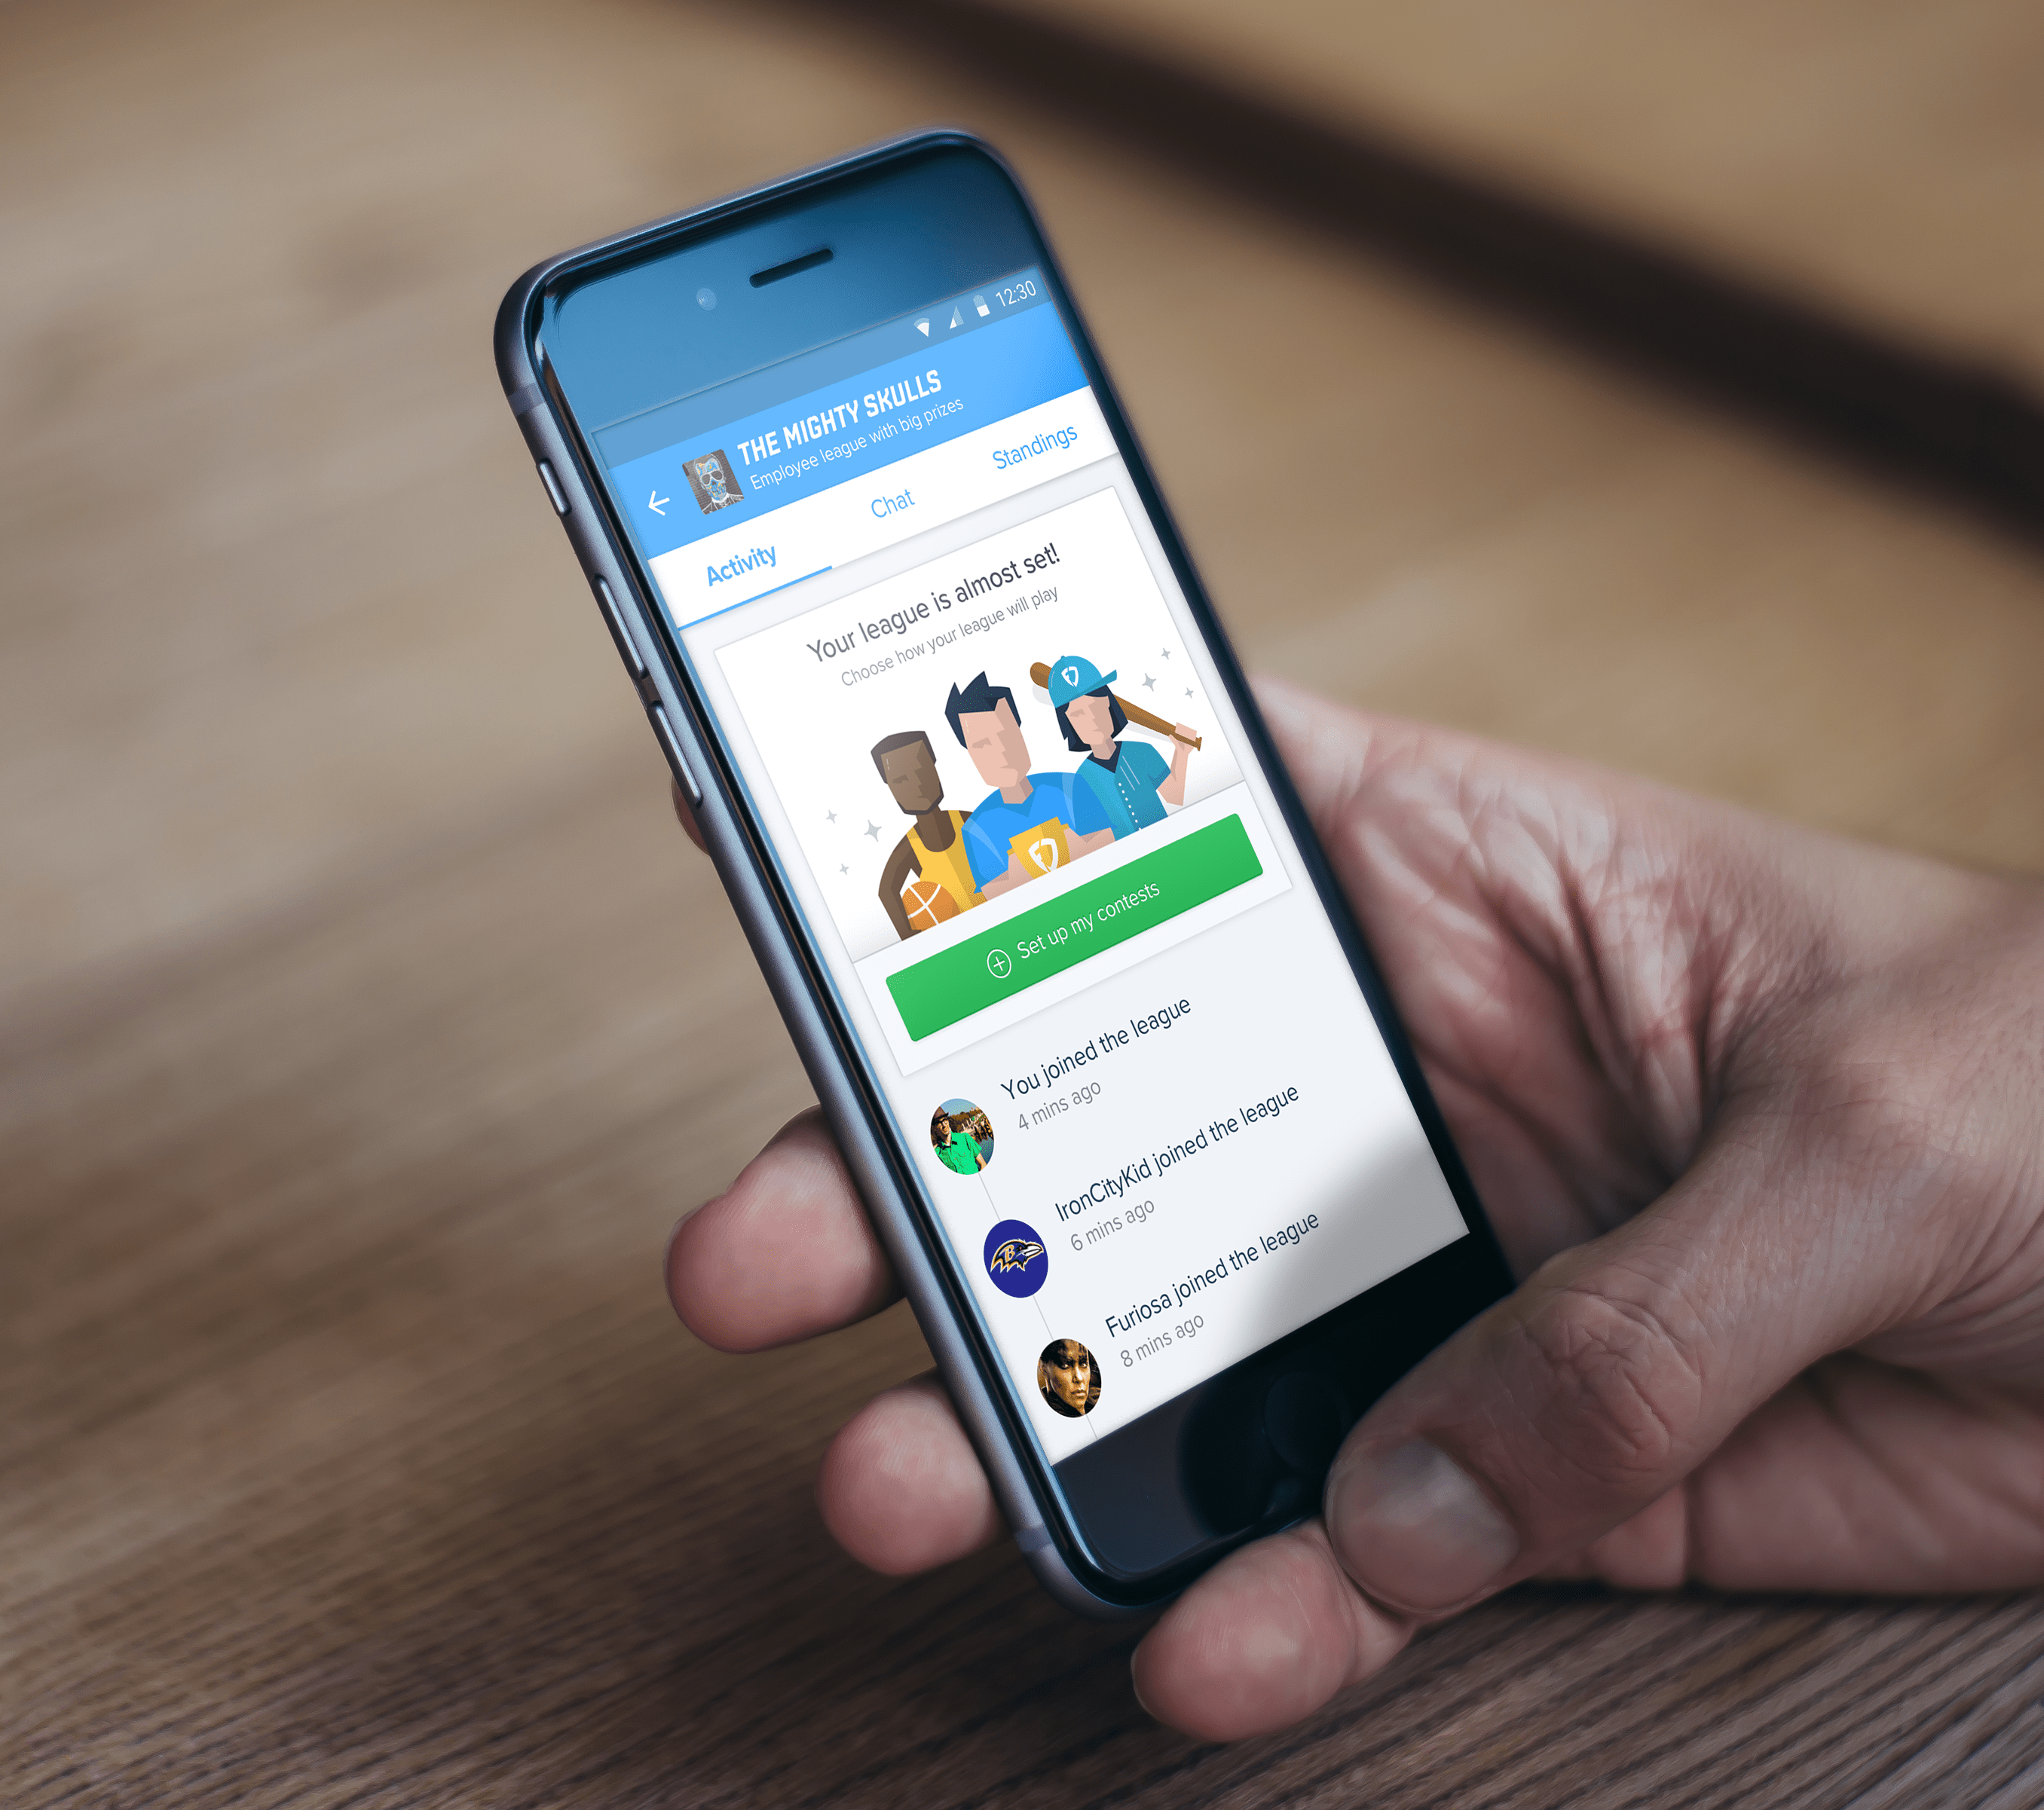 12:30
THE MIGHTY SKULLS
Employee league with big prizes
Activity
Chat
Standings
Your league is almost set!
Choose how your league will play
Set up my contests
You joined the league
4 mins ago
IronCityKid joined the league
6 mins ago
Furiosa joined the league
8 mins ago